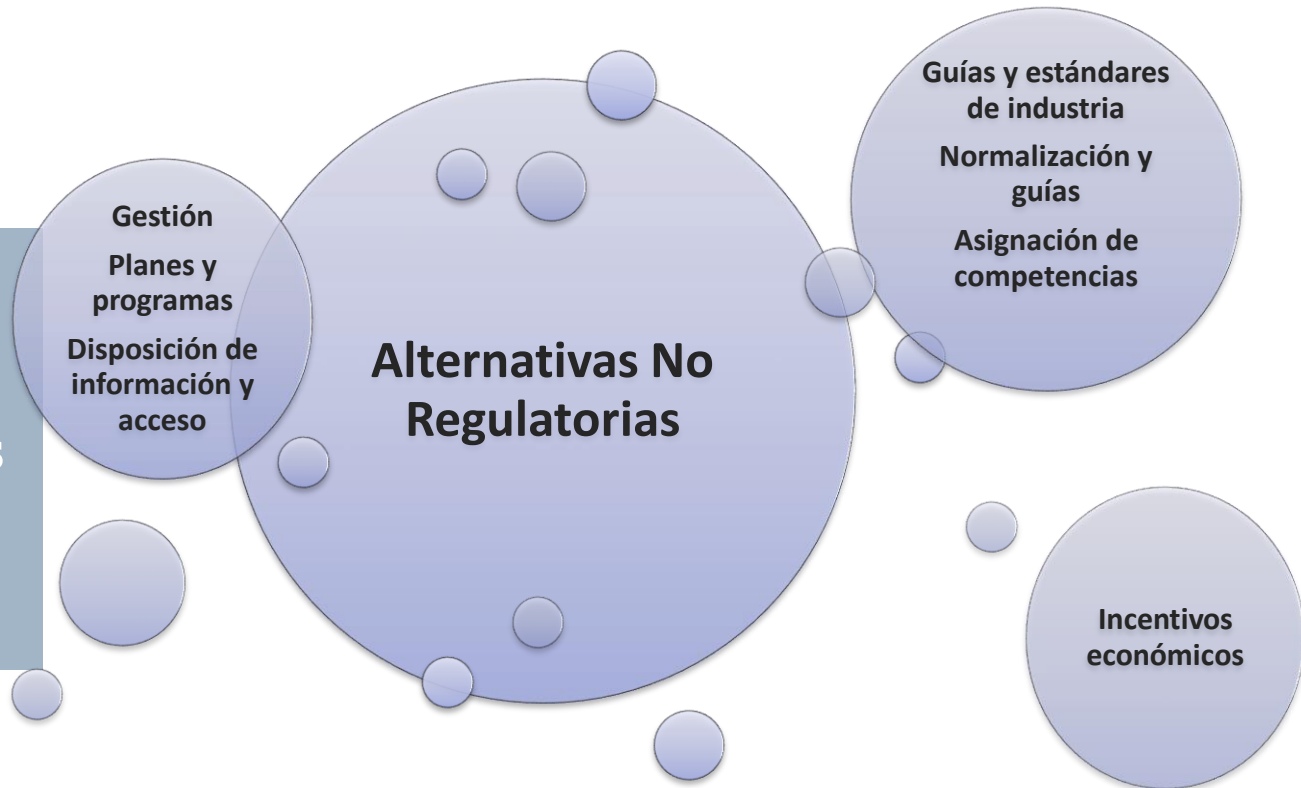 Gestión
Planes y
programas
Disposición de
información y
acceso
Alternativas No
Regulatorias
Guías y estándares
de industria
Normalización y
guías
Asignación de
competencias
Incentivos
económicos